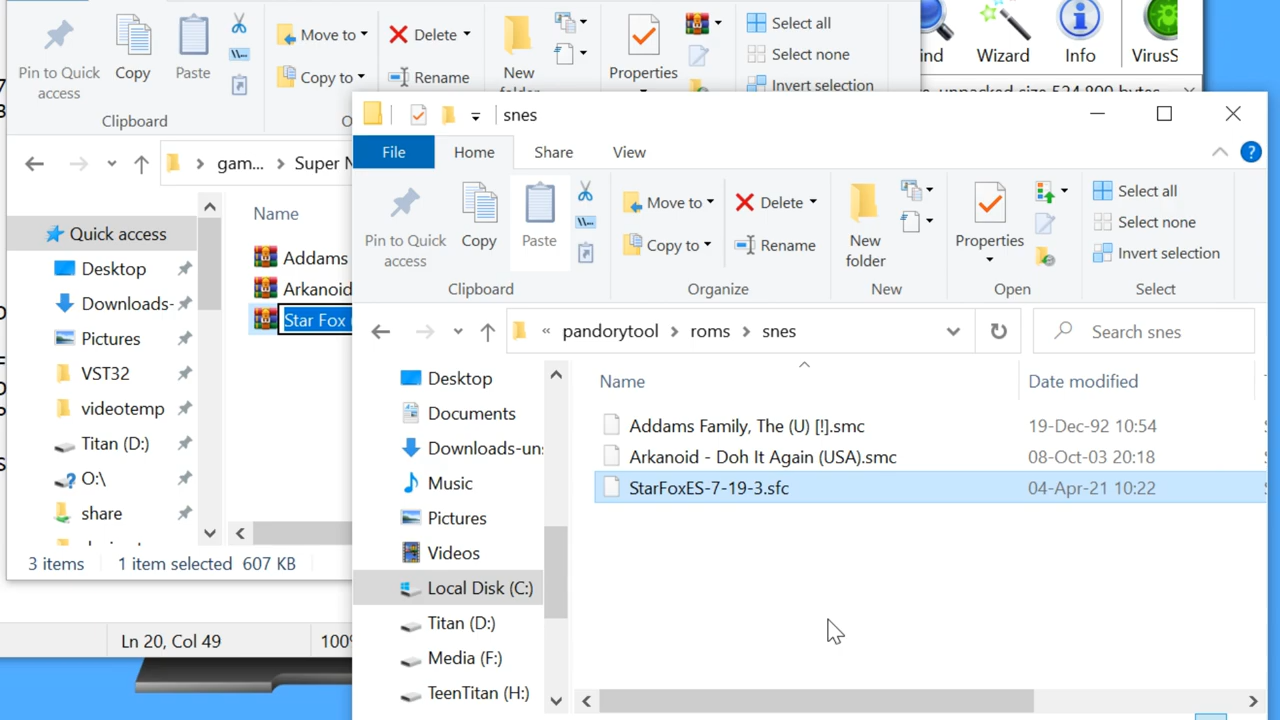 Move to
Delete
Select all
Select none
Invert selection
Pin to Quick
access
Copy
Paste
Copy to
Rename
New
Properties
Clipboard
Wizard
Info
gam...
Super N
Name
Quick access
Desktop
Downloads-
Pictures
VST32
videotemp
Titan (D:)
O:\
share
Addams
Arkanoid
Star Fox
3 items
1 item selected 607 KB
Ln 20, Col 49
snes
File
Home
Share
View
Pin to Quick
access
Copy
Paste
Clipboard
Move to
Copy to
Delete
Rename
Organize
New
folder
New
Properties
Open
Select all
Select none
Invert selection
Select
« pandorytool > roms > snes
Search snes
Desktop
Documents
Downloads-un
Music
Pictures
Videos
Local Disk (C:)
Titan (D:)
Media (F:)
TeenTitan (H:)
Name
Date modified
Addams Family, The (U) [!].smc
19-Dec-92 10:54
Arkanoid - Doh It Again (USA).smc
08-Oct-03 20:18
StarFoxES-7-19-3.sfc
04-Apr-21 10:22